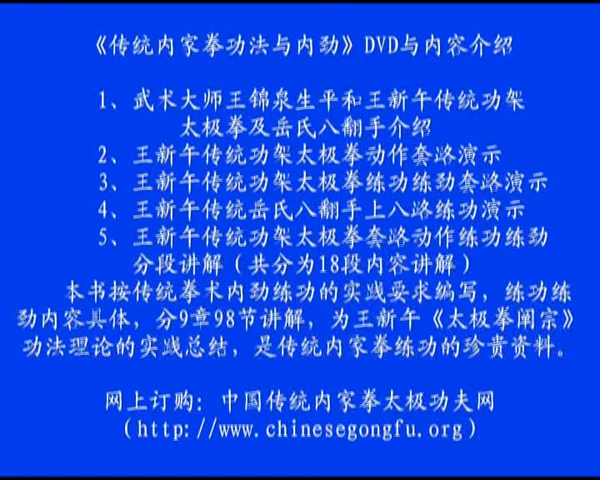 《传统内家拳功法与内劲》DVD与内容介绍
1、武术大师王锦泉生平和王新午传统功架
太极拳及岳氏八翻手介绍
2、王新午传统功架太极拳动作套路演示
3、王新午传统功架太极拳练功练劲套路演示
4、王新午传统岳氏八翻手上八路练功演示
5、王新午传统功架太极拳套路动作练功练劲
分段讲解（共分为18段内容讲解）
本书按传统拳术内劲练功的实践要求编写，练功练
劲内容具体，分9章98节讲解，为王新午《太极拳阐宗》
功法理论的实践总结，是传统内家拳练功的珍贵资料。
网上订购：中国传统内家拳太极功夫网
（http://www.chinesegongfu.org）